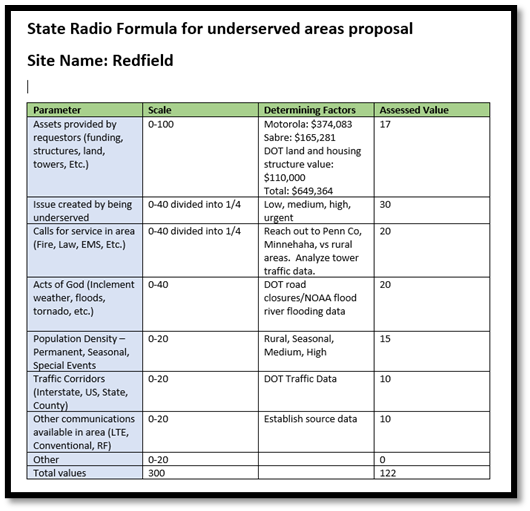 State Radio Formula for underserved areas proposal
Site Name: Redfield
Parameter Scale Determining Factors Assessed Value
Assets provided by 0-100 Motorola: $374,083 17
requestors (funding, Sabre: $165,281
structures, land, DOT land and housing
towers, Etc.) structure value:
$110,000
Total: $649,364
Issue created by being 0-40 divided into 1/4 Low, medium, high, 30
underserved urgent
Calls for service in area 0-40 divided into 1/4 Reach out to Penn Co, 20
(Fire, Law, EMS, Etc.) Minnehaha, vs rural
areas. Analyze tower
traffic data.
Acts of God (Inclement 0-40 DOT road 20
weather, floods, closures/NOAA flood
tornado, etc.) river flooding data
Population Density – 0-20 Rural, Seasonal, 15
Permanent, Seasonal, Medium, High
Special Events
Traffic Corridors 0-20 DOT Traffic Data 10
(Interstate, US, State,
County)
Other communications 0-20 Establish source data 10
available in area (LTE,
Conventional, RF)
Other 0-20 0
Total values 300 122